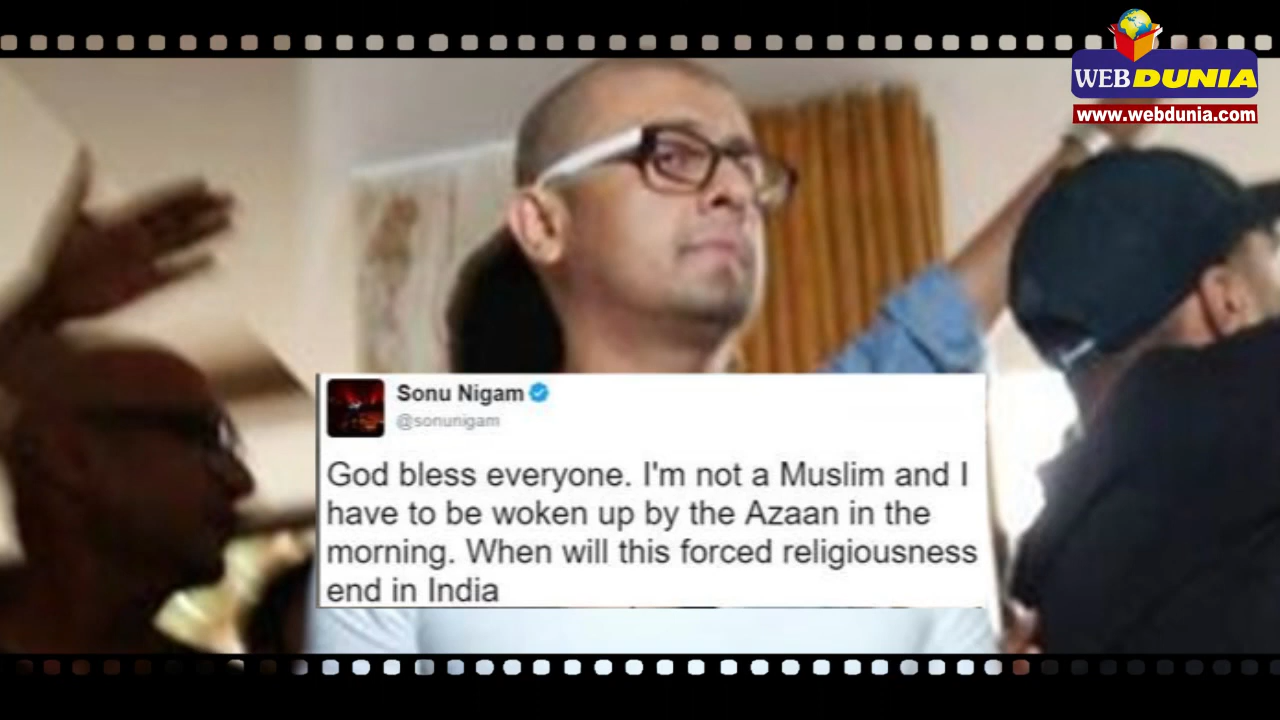 WEBDUNIA
www.webdunia.com
Sonu Nigam
@sonunigam
God bless everyone. I'm not a Muslim and I
have to be woken up by the Azaan in the
morning. When will this forced religiousness
end in India